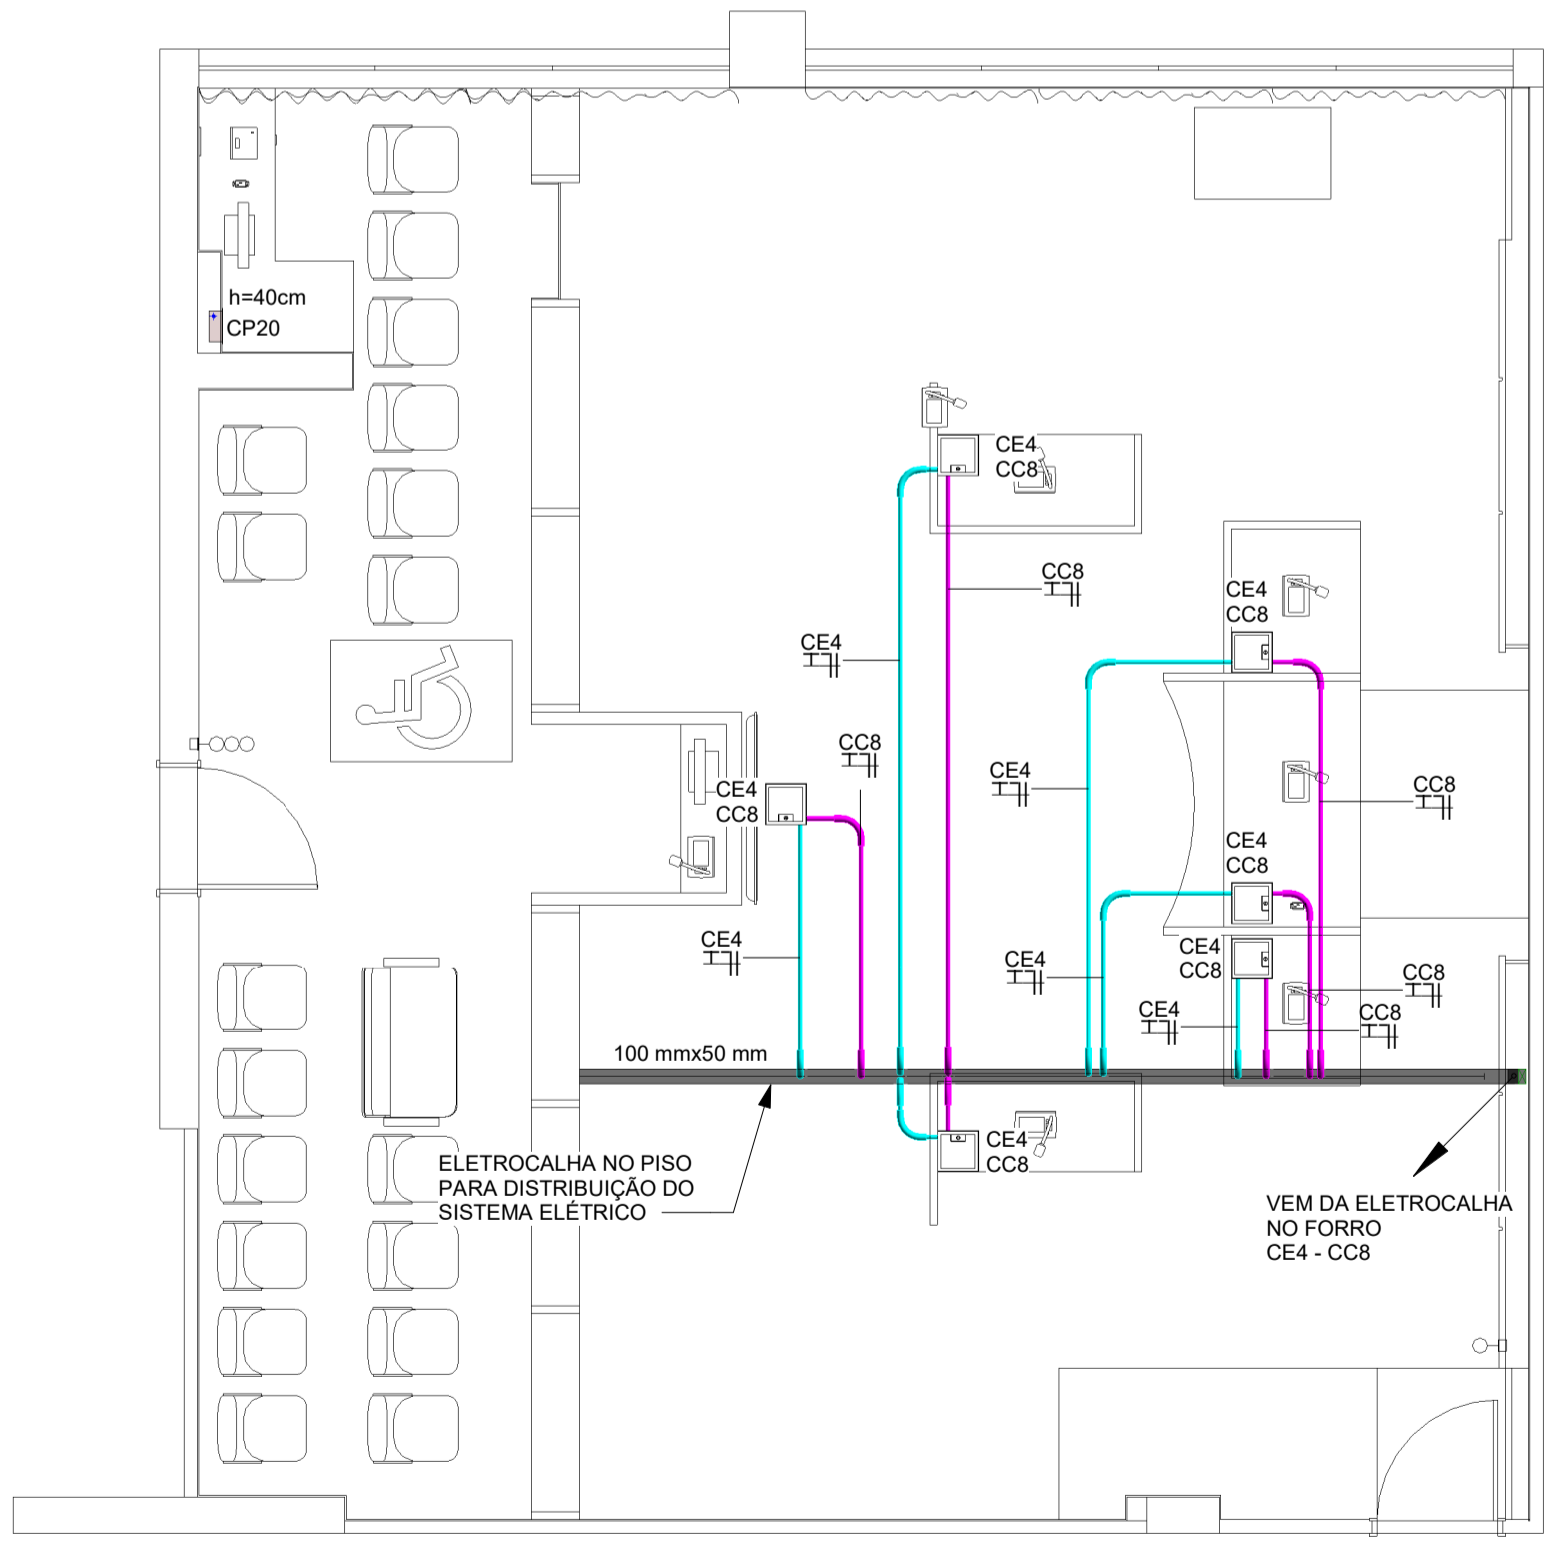 h=40cm
CP20
CE4
CC8
CC8
CE4
CE4
CC8
CC8
CE4
CC8
CE4
CC8
CE4
CC8
CE4
CE4
CE4
CC8
CC8
CE4
CC8
100 mmx50 mm
CE4
CC8
ELETROCALHA NO PISO
PARA DISTRIBUIÇÃO DO
SISTEMA ELÉTRICO
VEM DA ELETROCALHA
NO FORRO
CE4 - CC8